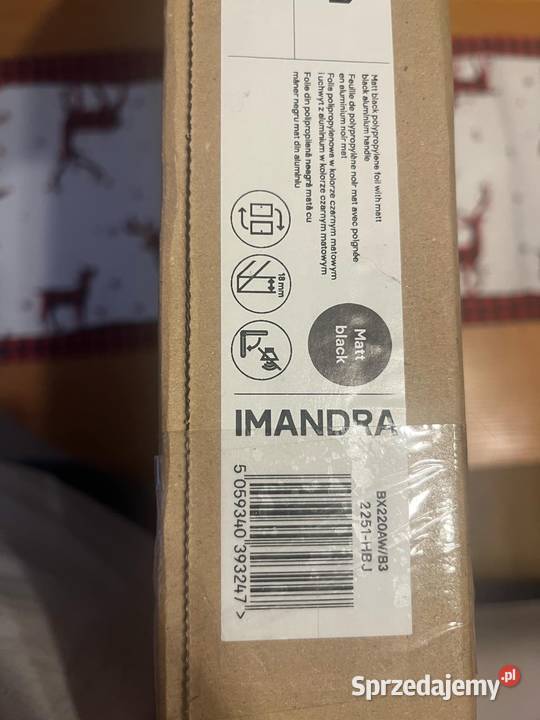 Matt black polypropylene foil with matt
black aluminium handle
Feuille de polypropylène noir mat avec poignée
en aluminium noir mat
Folia polipropylenowa w kolorze czarnym matowym
i uchwyt z aluminium w kolorze czarnym matowym
Folie din polipropilenă neagră mată cu
mâner negru mat din aluminiu
18 mm
Matt
black
IMANDRA
BX220AW/B3
2251-HBJ
5 059340 393247 >
Sprzedajemy.pl